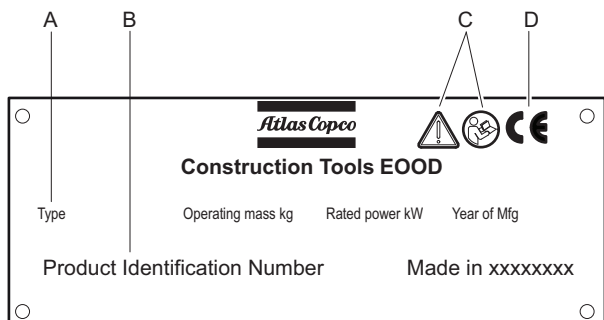 A B C D
Atlas Copco
Construction Tools EOOD
Type Operating mass kg Rated power kW Year of Mfg
Product Identification Number Made in xxxxxxxx